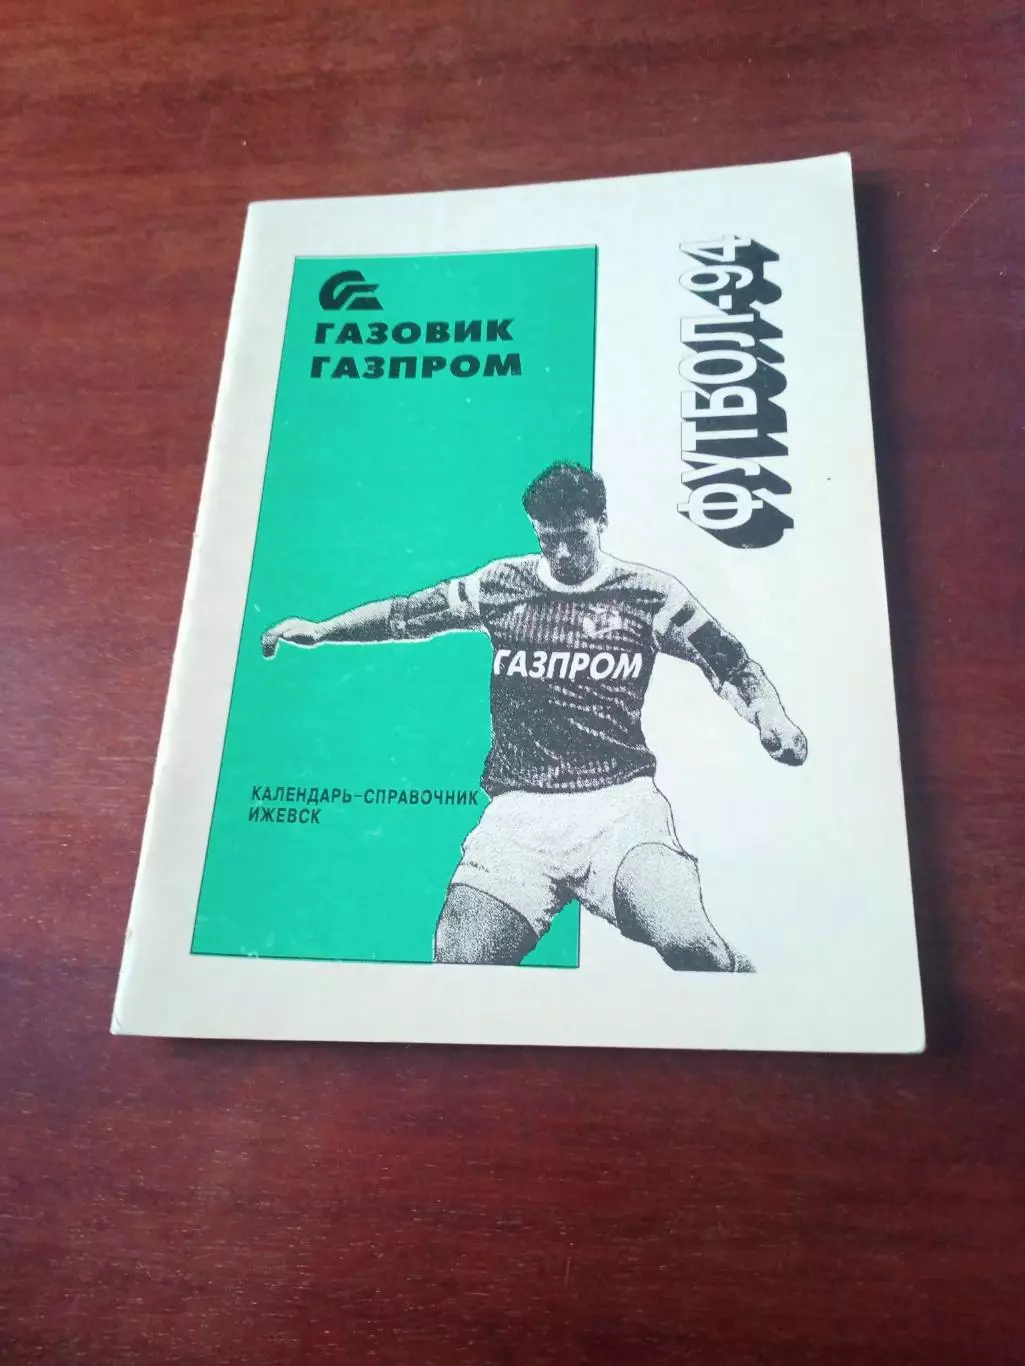 ГАЗОВИК
ГАЗПРОМ
ФУТБОЛ-94
ГАЗПРОМ
КАЛЕНДАРЬ-СПРАВОЧНИК
ИЖЕВСК